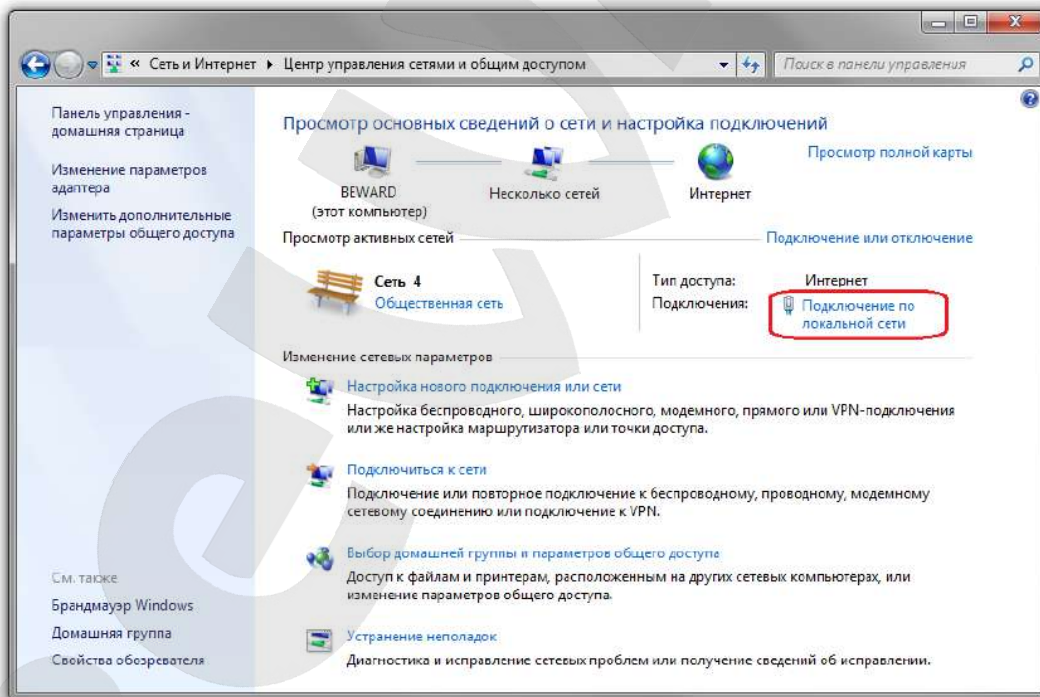 « Сеть и Интернет ▸ Центр управления сетями и общим доступом
Поиск в панели управления
Панель управления -
домашняя страница
Изменение параметров
адаптера
Изменить дополнительные
параметры общего доступа
См. также
Брандмауэр Windows
Домашняя группа
Свойства обозревателя
Просмотр основных сведений о сети и настройка подключений
Просмотр полной карты
BEWARD
(этот компьютер)
Несколько сетей
Интернет
Просмотр активных сетей
Подключение или отключение
Сеть 4
Общественная сеть
Тип доступа: Интернет
Подключения: Подключение по
локальной сети
Изменение сетевых параметров
Настройка нового подключения или сети
Настройка беспроводного, широкополосного, модемного, прямого или VPN-подключения
или же настройка маршрутизатора или точки доступа.
Подключиться к сети
Подключение или повторное подключение к беспроводному, проводному, модемному
сетевому соединению или подключение к VPN.
Выбор домашней группы и параметров общего доступа
Доступ к файлам и принтерам, расположенным на других сетевых компьютерах, или
изменение параметров общего доступа.
Устранение неполадок
Диагностика и исправление сетевых проблем или получение сведений об исправлении.